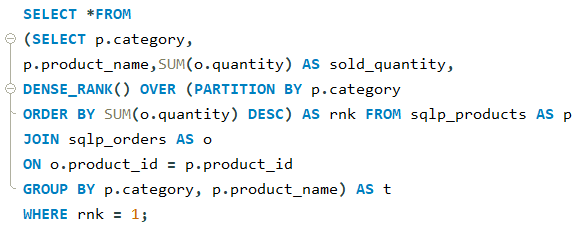 SELECT *FROM
(SELECT p.category,
p.product_name,SUM(o.quantity) AS sold_quantity,
DENSE_RANK() OVER (PARTITION BY p.category
ORDER BY SUM(o.quantity) DESC) AS rnk FROM sqlp_products AS p
JOIN sqlp_orders AS o
ON o.product_id = p.product_id
GROUP BY p.category, p.product_name) AS t
WHERE rnk = 1;